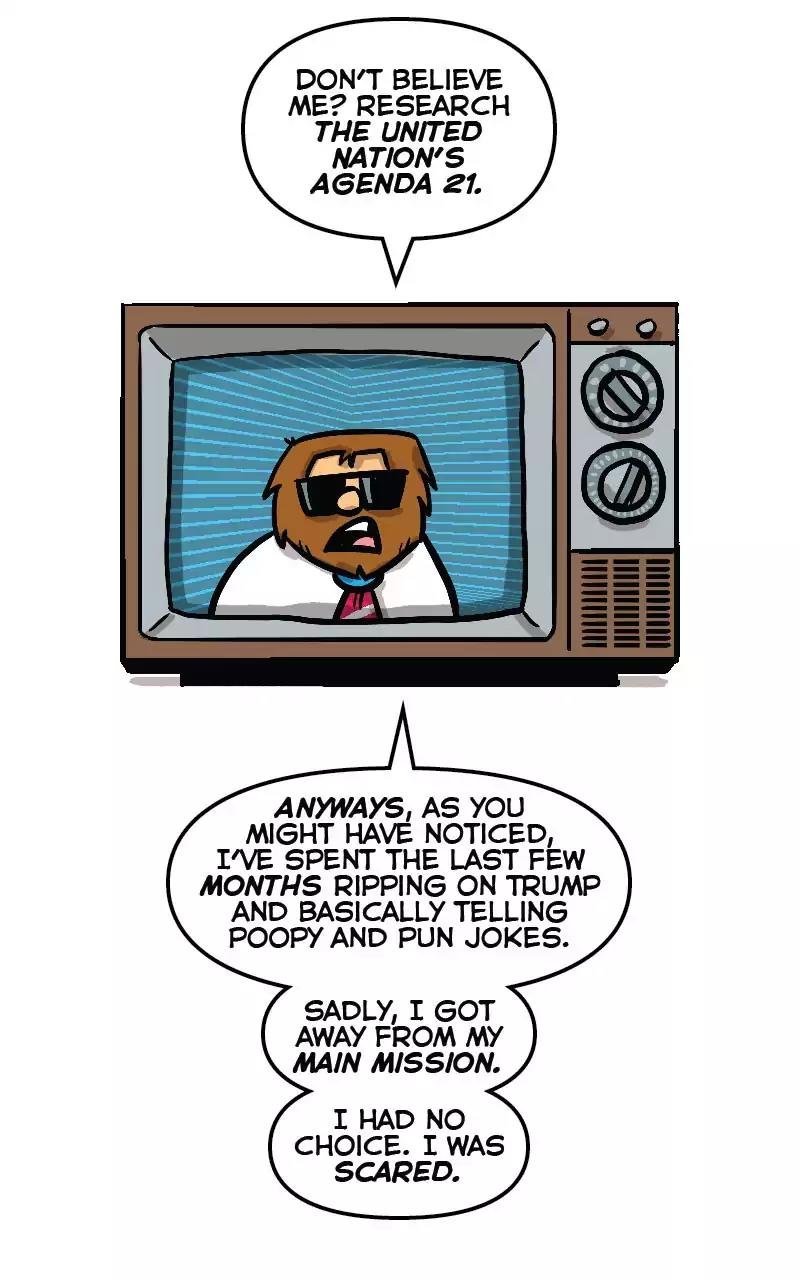 DON'T BELIEVE
ME? RESEARCH
THE UNITED
NATION'S
AGENDA 21.
ANYWAYS, AS YOU
MIGHT HAVE NOTICED,
I'VE SPENT THE LAST FEW
MONTHS RIPPING ON TRUMP
AND BASICALLY TELLING
POOPY AND PUN JOKES.
SADLY, I GOT
AWAY FROM MY
MAIN MISSION.
I HAD NO
CHOICE. I WAS
SCARED.